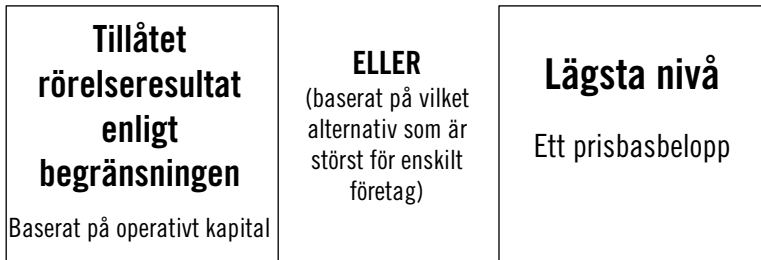 Tillåtet
rörelseresultat
enligt
begränsningen
Baserat på operativt kapital
ELLER
(baserat på vilket
alternativ som är
störst för enskilt
företag)
Lägsta nivå
Ett prisbasbelopp